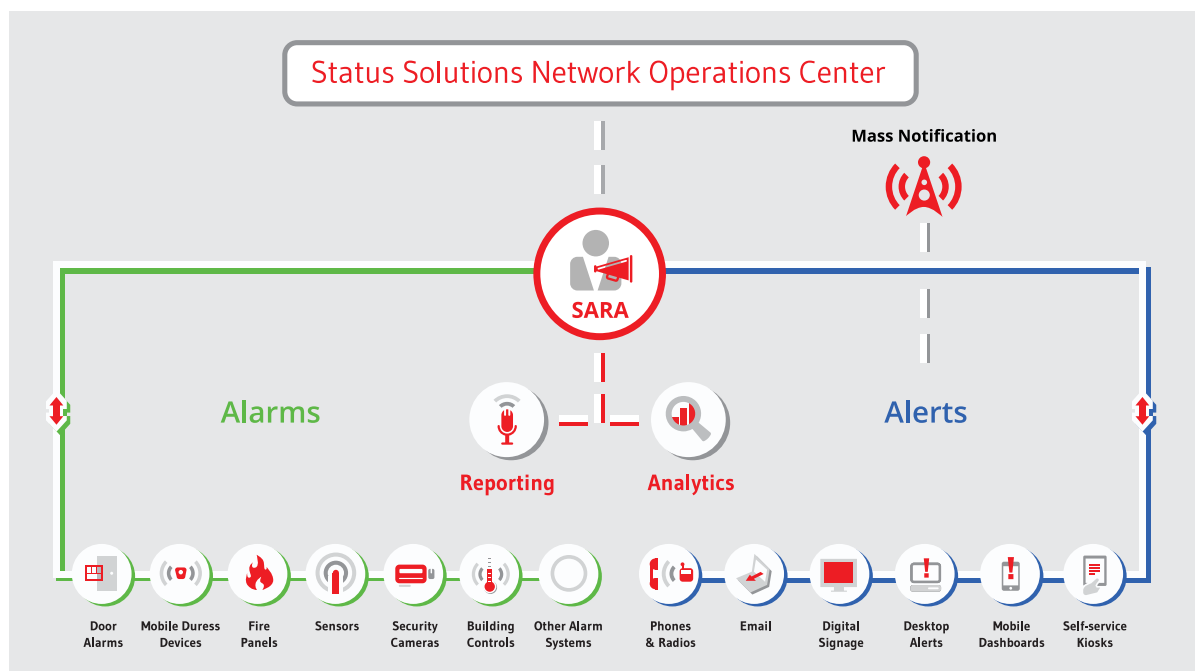 Status Solutions Network Operations Center
Mass Notification
SARA
Alarms
Alerts
Reporting
Analytics
Door
Alarms
Mobile Duress
Devices
Fire
Panels
Sensors
Security
Cameras
Building
Controls
Other Alarm
Systems
Phones
& Radios
Email
Digital
Signage
Desktop
Alerts
Mobile
Dashboards
Self-service
Kiosks